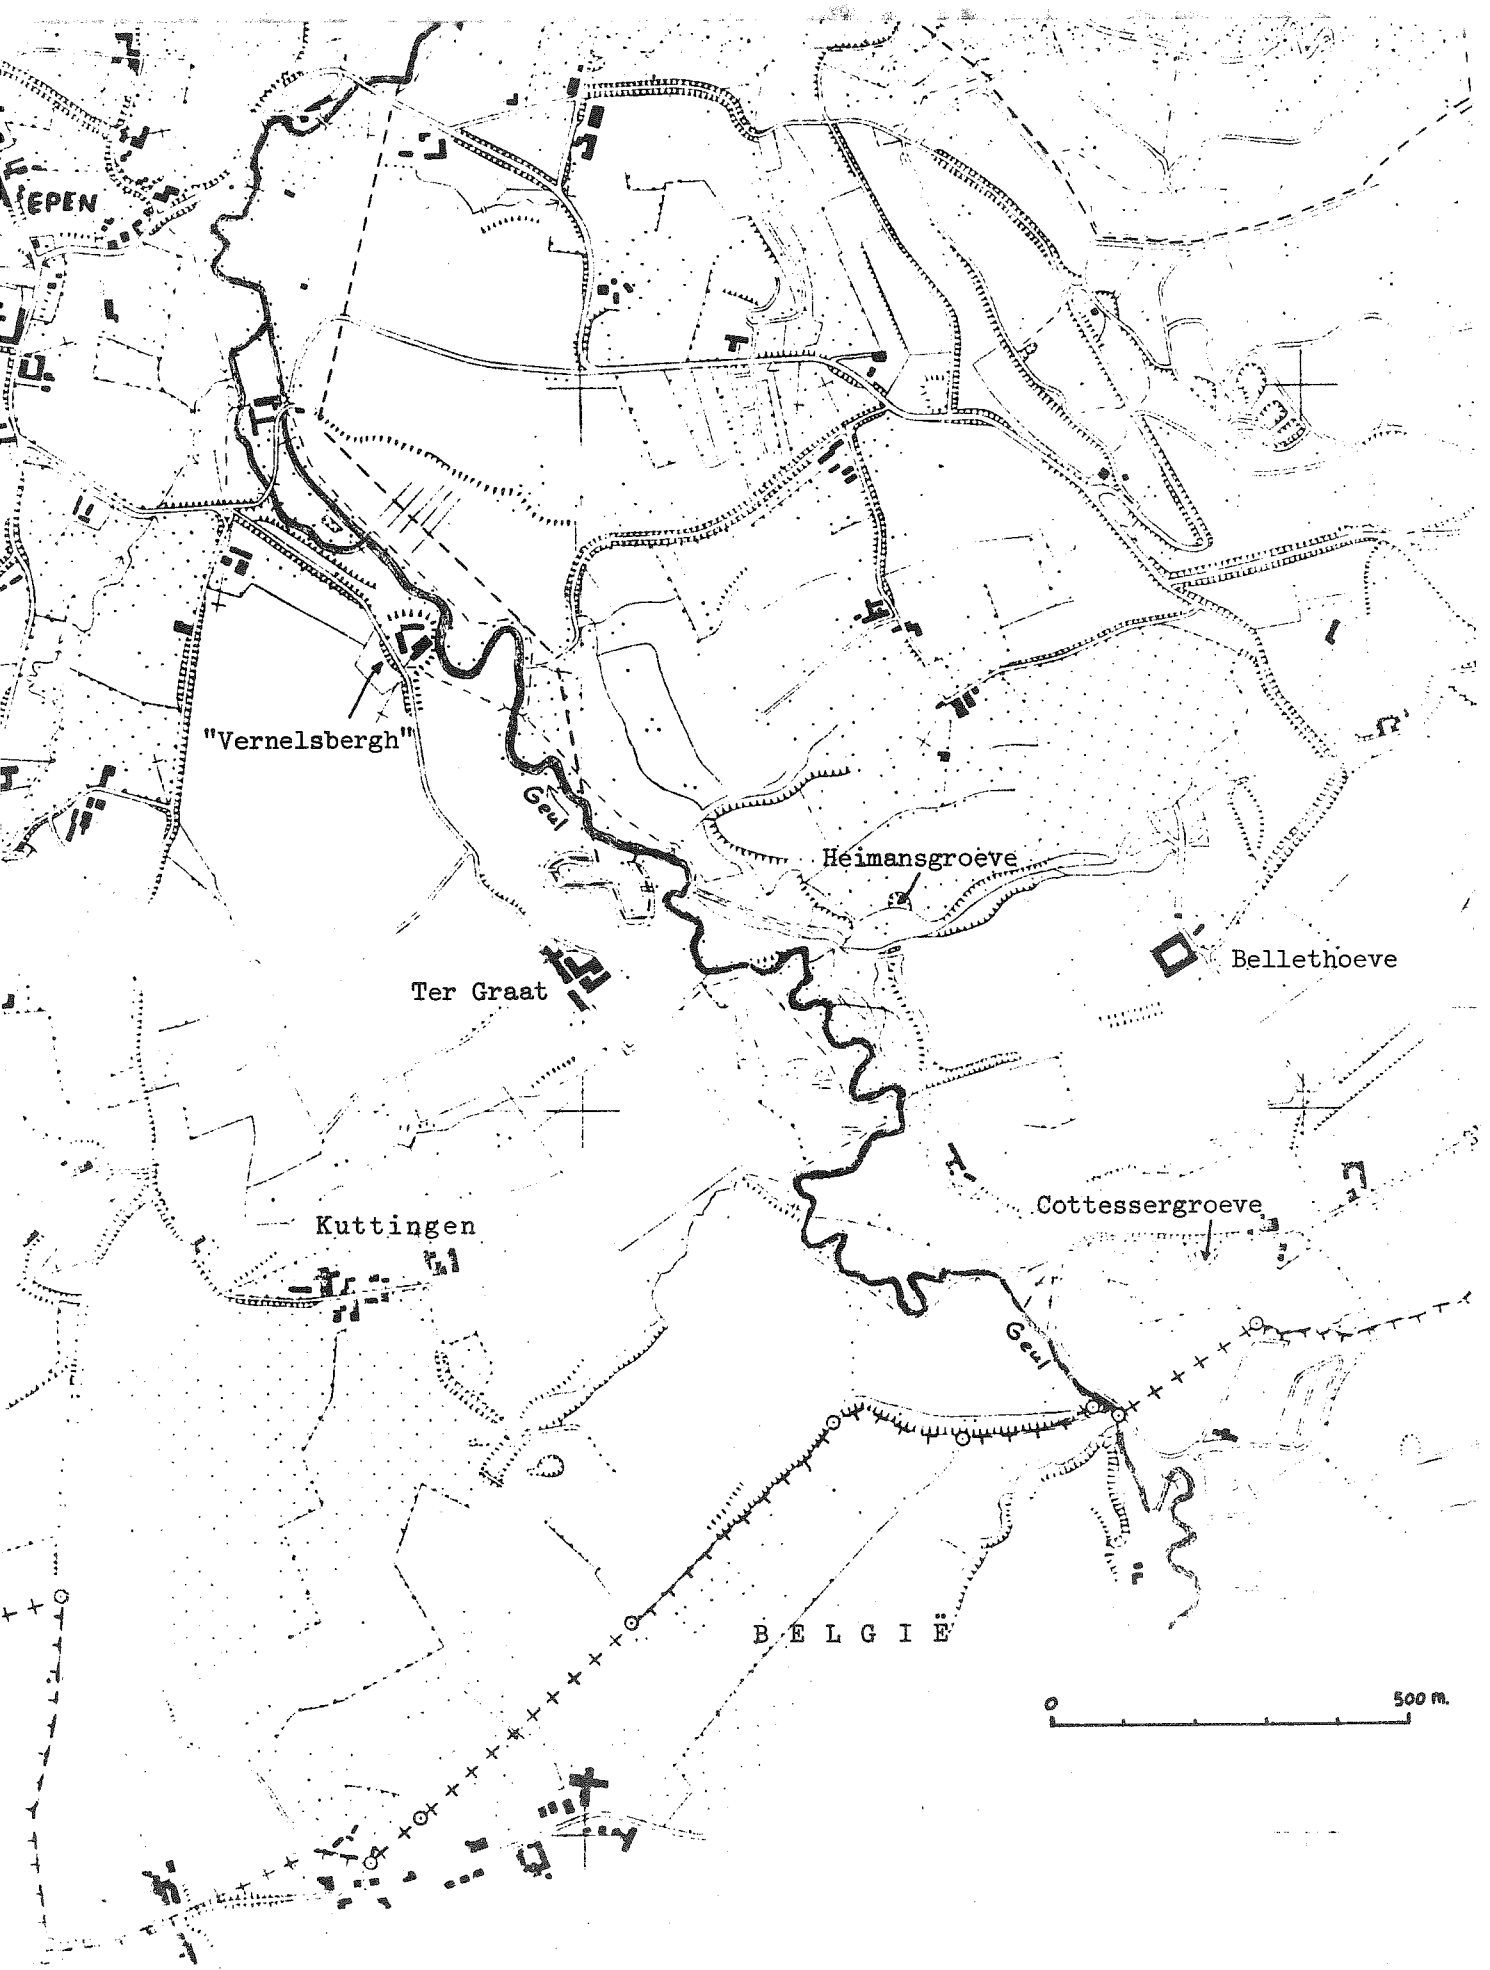 EPEN
"Vernelsbergh"
Geul
Heimansgroeve
Bellethoeve
Ter Graat
Cottessergroeve
Kuttingen
Geul
BELGIË
0 500 m.